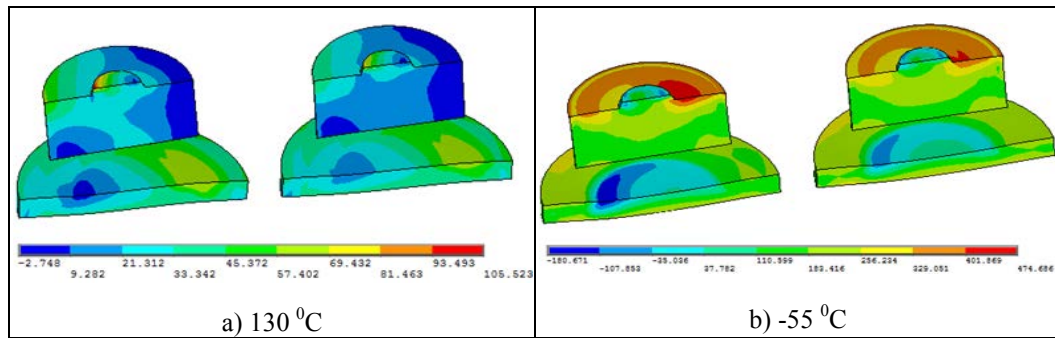 -2.748 21.312 45.372 69.432 93.493
9.282 33.342 57.402 81.463 105.523
a) 130 ⁰C
-180.671 -35.036 110.599 256.234 401.869
-107.853 37.782 183.416 329.051 474.686
b) -55 ⁰C